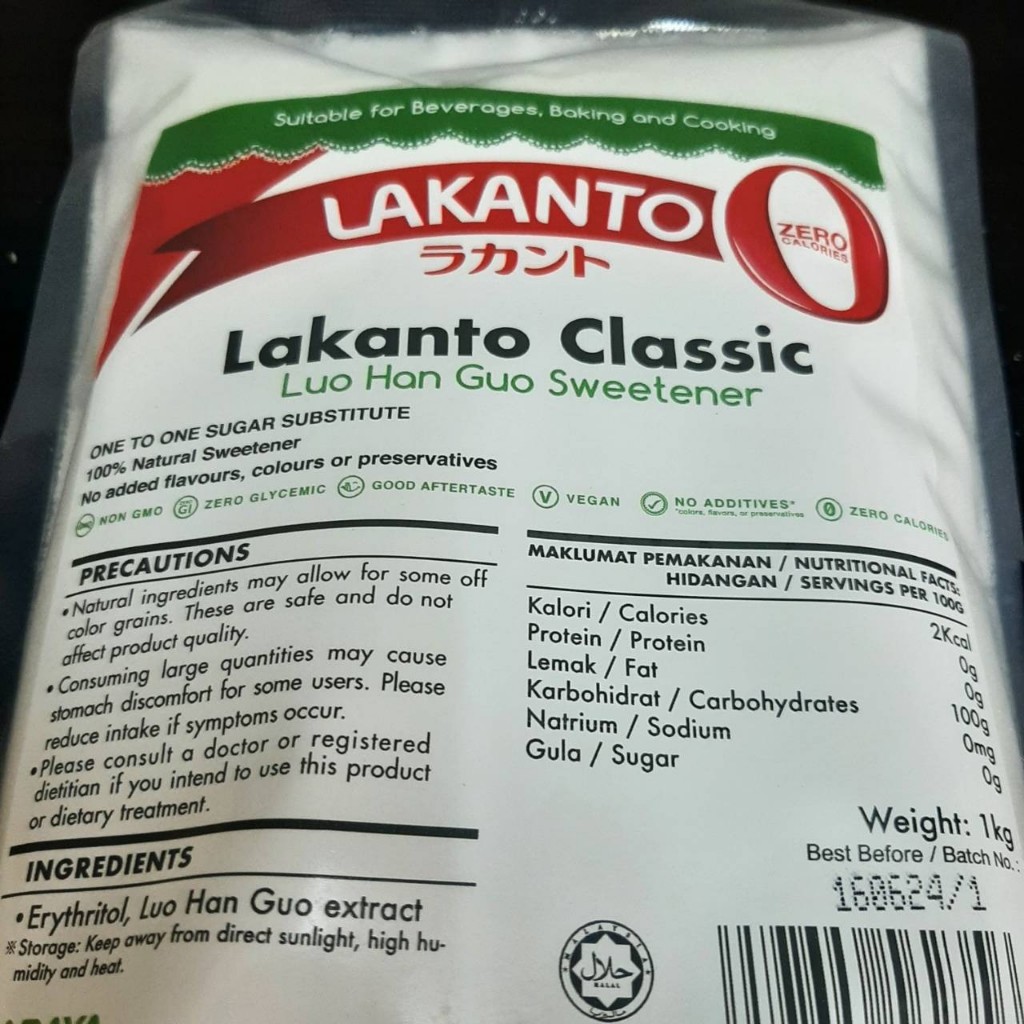 Suitable for Beverages, Baking and Cooking
LAKANTO
ZERO
CALORIES
ラカント
Lakanto Classic
Luo Han Guo Sweetener
ONE TO ONE SUGAR SUBSTITUTE
100% Natural Sweetener
No added flavours, colours or preservatives
NON GMO
GI
ZERO GLYCEMIC
GOOD AFTERTASTE
V
VEGAN
NO ADDITIVES*
*colors, flavors, or preservatives
0
ZERO CALORIES
PRECAUTIONS
•Natural ingredients may allow for some off
color grains. These are safe and do not
affect product quality.
•Consuming large quantities may cause
stomach discomfort for some users. Please
reduce intake if symptoms occur.
•Please consult a doctor or registered
dietitian if you intend to use this product
or dietary treatment.
INGREDIENTS
•Erythritol, Luo Han Guo extract
※Storage: Keep away from direct sunlight, high hu-
midity and heat.
MAKLUMAT PEMAKANAN / NUTRITIONAL FACTS:
HIDANGAN / SERVINGS PER 100G
Kalori / Calories 2Kcal
Protein / Protein 0g
Lemak / Fat 0g
Karbohidrat / Carbohydrates 100g
Natrium / Sodium 0mg
Gula / Sugar 0g
Weight: 1kg
Best Before / Batch No.:
160624/1
MALAYSIA
حلال
HALAL